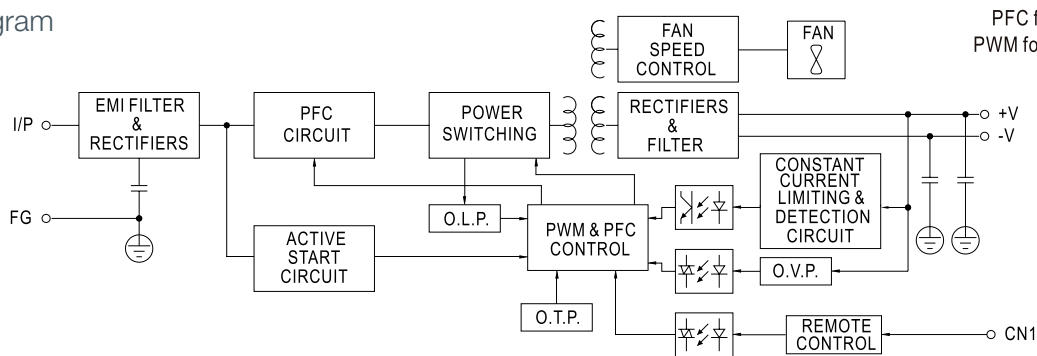 gram
PFC f
PWM fo
FAN
SPEED
CONTROL
FAN
I/P
EMI FILTER
&
RECTIFIERS
PFC
CIRCUIT
POWER
SWITCHING
RECTIFIERS
&
FILTER
+V
-V
FG
O.L.P.
PWM & PFC
CONTROL
CONSTANT
CURRENT
LIMITING &
DETECTION
CIRCUIT
ACTIVE
START
CIRCUIT
O.V.P.
O.T.P.
REMOTE
CONTROL
CN1